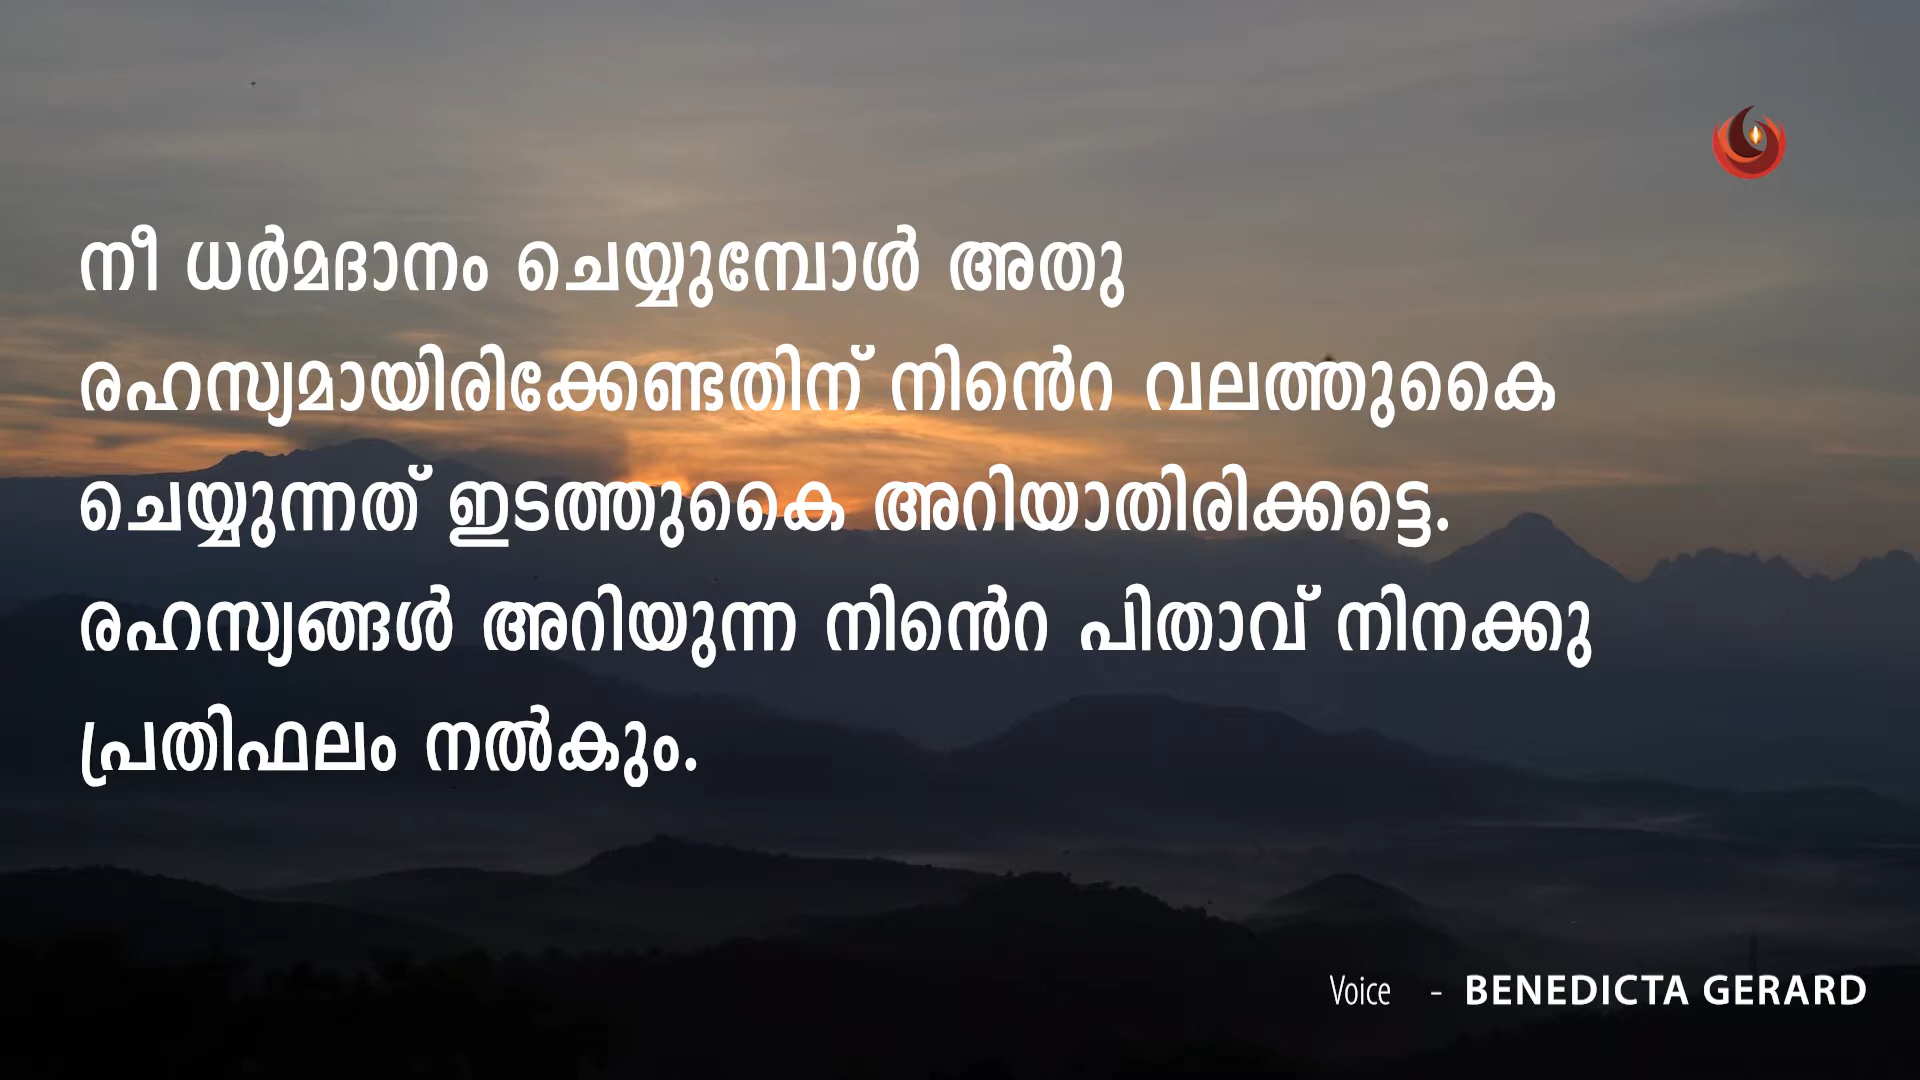 നീ ധർമദാനം ചെയ്യുമ്പോൾ അതു
രഹസ്യമായിരിക്കേണ്ടതിന് നിൻെറ വലത്തുകൈ
ചെയ്യുന്നത് ഇടത്തുകൈ അറിയാതിരിക്കട്ടെ.
രഹസ്യങ്ങൾ അറിയുന്ന നിൻെറ പിതാവ് നിനക്കു
പ്രതിഫലം നൽകും.
Voice - BENEDICTA GERARD